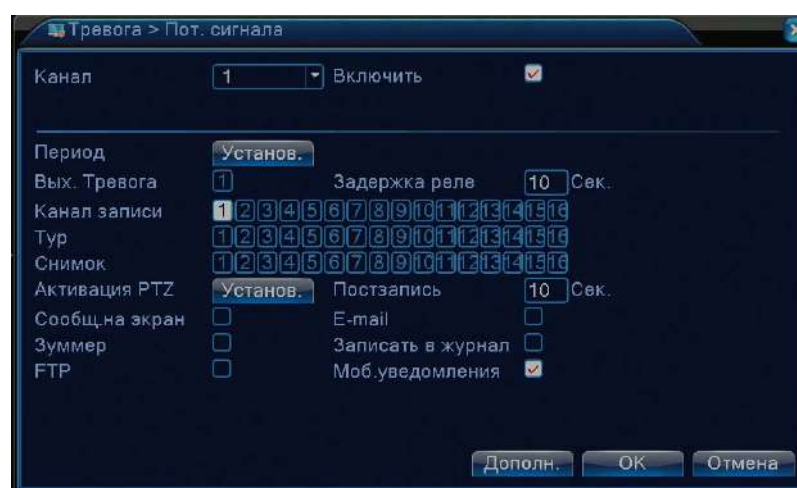 Тревога > Пот. сигнала
Канал 1 Включить
Период Установ.
Вых. Тревога 1 Задержка реле 10 Сек.
Канал записи 1 2 3 4 5 6 7 8 9 10 11 12 13 14 15 16
Тур 1 2 3 4 5 6 7 8 9 10 11 12 13 14 15 16
Снимок 1 2 3 4 5 6 7 8 9 10 11 12 13 14 15 16
Активация PTZ Установ. Постзапись 10 Сек.
Сообщ.на экран E-mail
Зуммер Записать в журнал
FTP Моб.уведомления
Дополн. OK Отмена